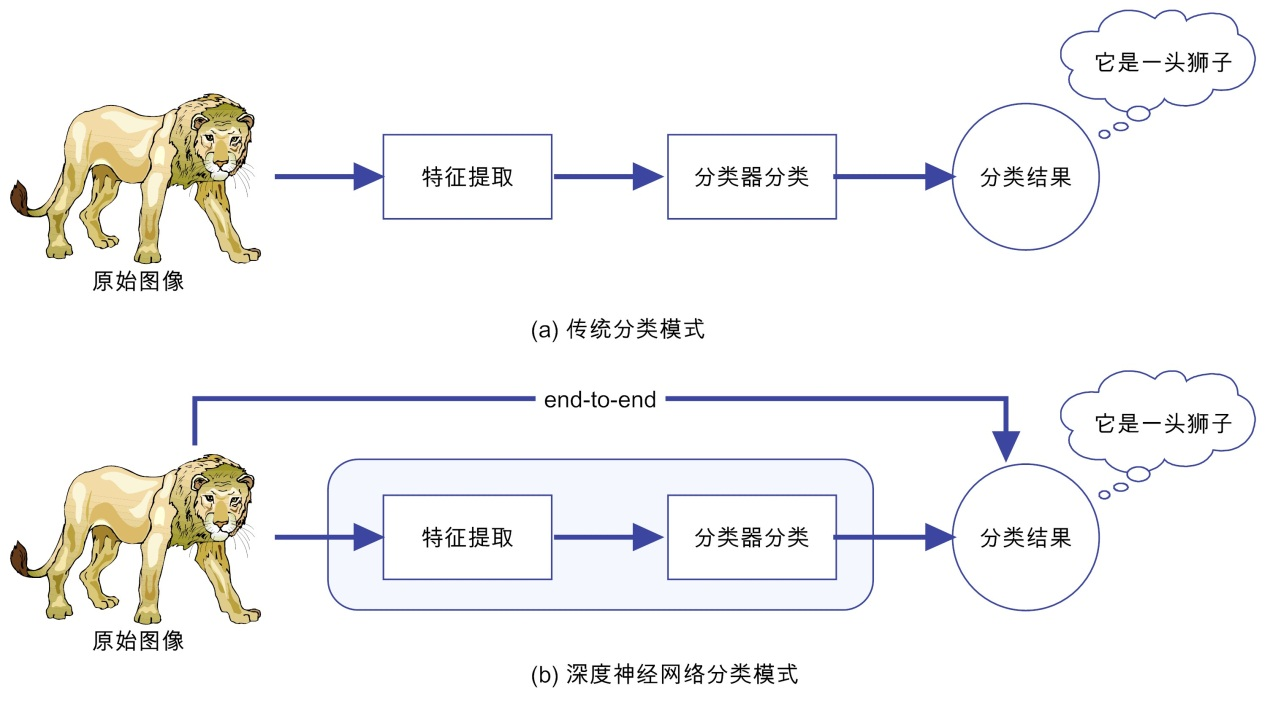 它是一头狮子
特征提取
分类器分类
分类结果
原始图像
(a) 传统分类模式
end-to-end
它是一头狮子
特征提取
分类器分类
分类结果
原始图像
(b) 深度神经网络分类模式